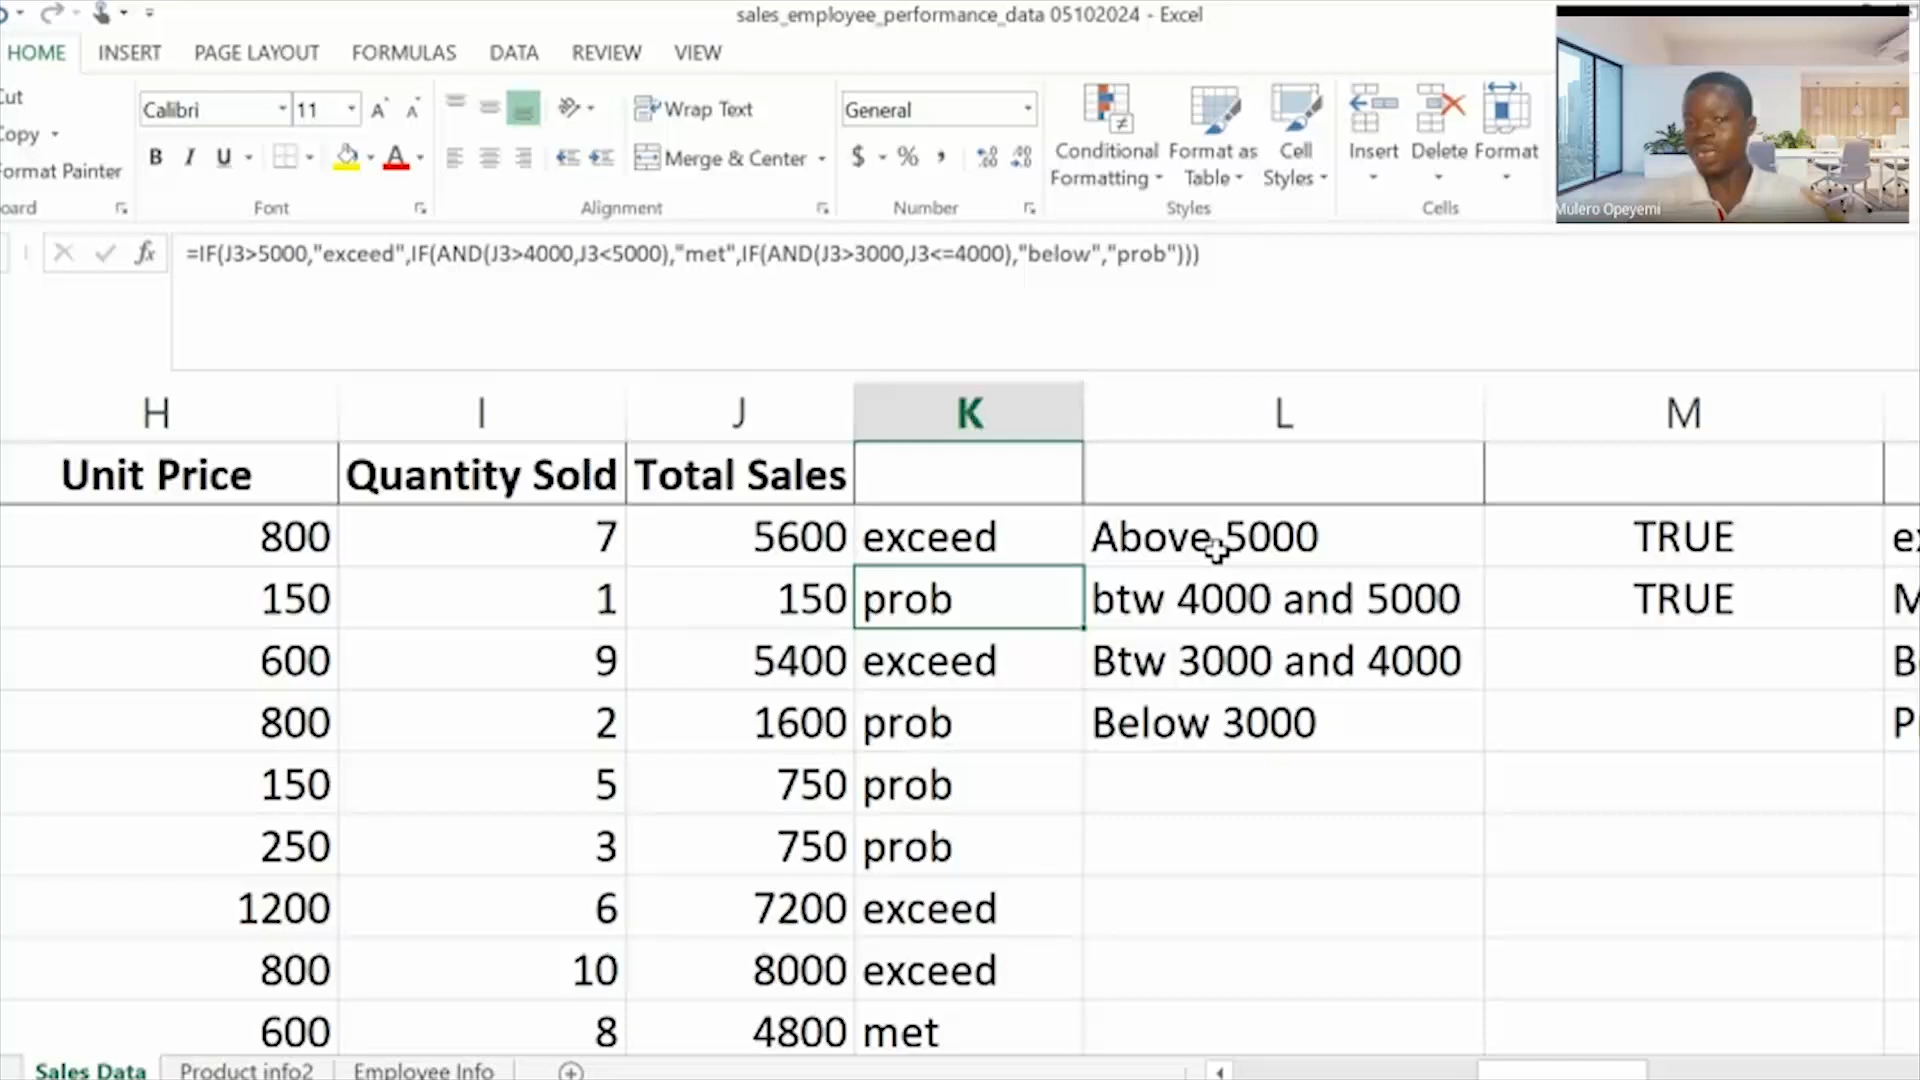 sales_employee_performance_data 05102024 - Excel
HOME INSERT PAGE LAYOUT FORMULAS DATA REVIEW VIEW
Cut
Copy
Format Painter
Calibri 11 A A
B I U A
Wrap Text
Merge & Center
General
$ % ,
Conditional Formatting
Format as Table
Cell Styles
Insert Delete Format
Font Alignment Number Styles Cells
Mulero Opeyemi
fx =IF(J3>5000,"exceed",IF(AND(J3>4000,J3<5000),"met",IF(AND(J3>3000,J3<=4000),"below","prob")))
H I J K L M
Unit Price Quantity Sold Total Sales
800 7 5600 exceed Above 5000 TRUE
150 1 150 prob btw 4000 and 5000 TRUE
600 9 5400 exceed Btw 3000 and 4000
800 2 1600 prob Below 3000
150 5 750 prob
250 3 750 prob
1200 6 7200 exceed
800 10 8000 exceed
600 8 4800 met
Sales Data Product info2 Employee Info